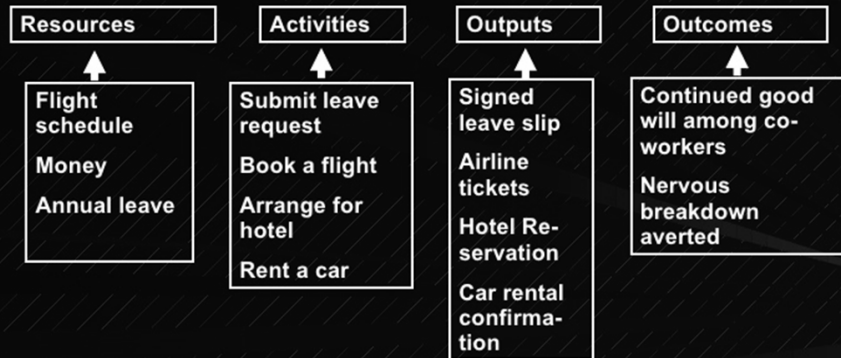 Resources
Flight
schedule
Money
Annual leave
Activities
Submit leave
request
Book a flight
Arrange for
hotel
Rent a car
Outputs
Signed
leave slip
Airline
tickets
Hotel Re-
servation
Car rental
confirma-
tion
Outcomes
Continued good
will among co-
workers
Nervous
breakdown
averted